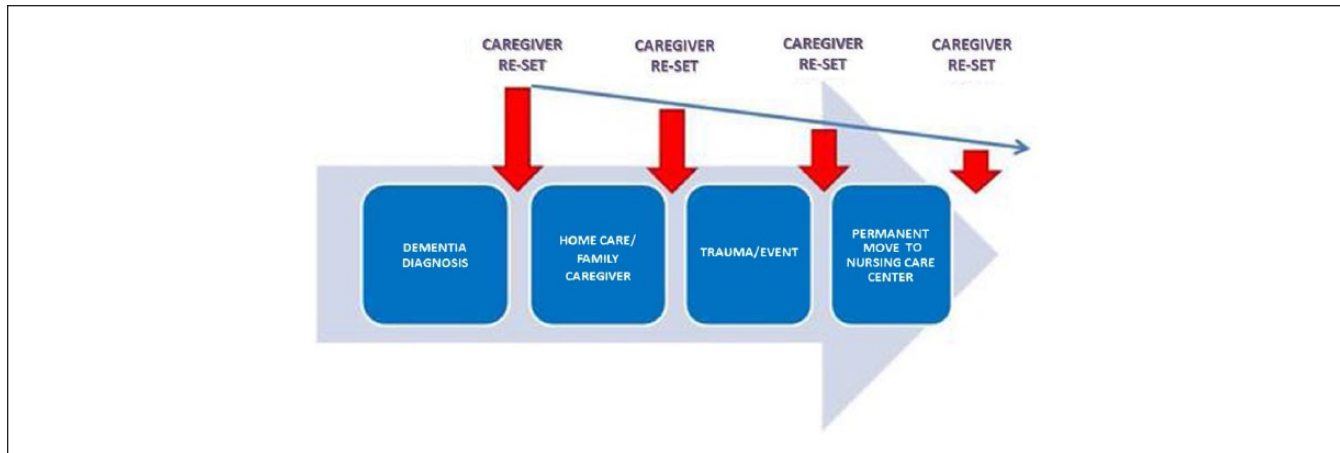 CAREGIVER
RE-SET
CAREGIVER
RE-SET
CAREGIVER
RE-SET
CAREGIVER
RE-SET
DEMENTIA
DIAGNOSIS
HOME CARE/
FAMILY
CAREGIVER
TRAUMA/EVENT
PERMANENT
MOVE TO
NURSING CARE
CENTER